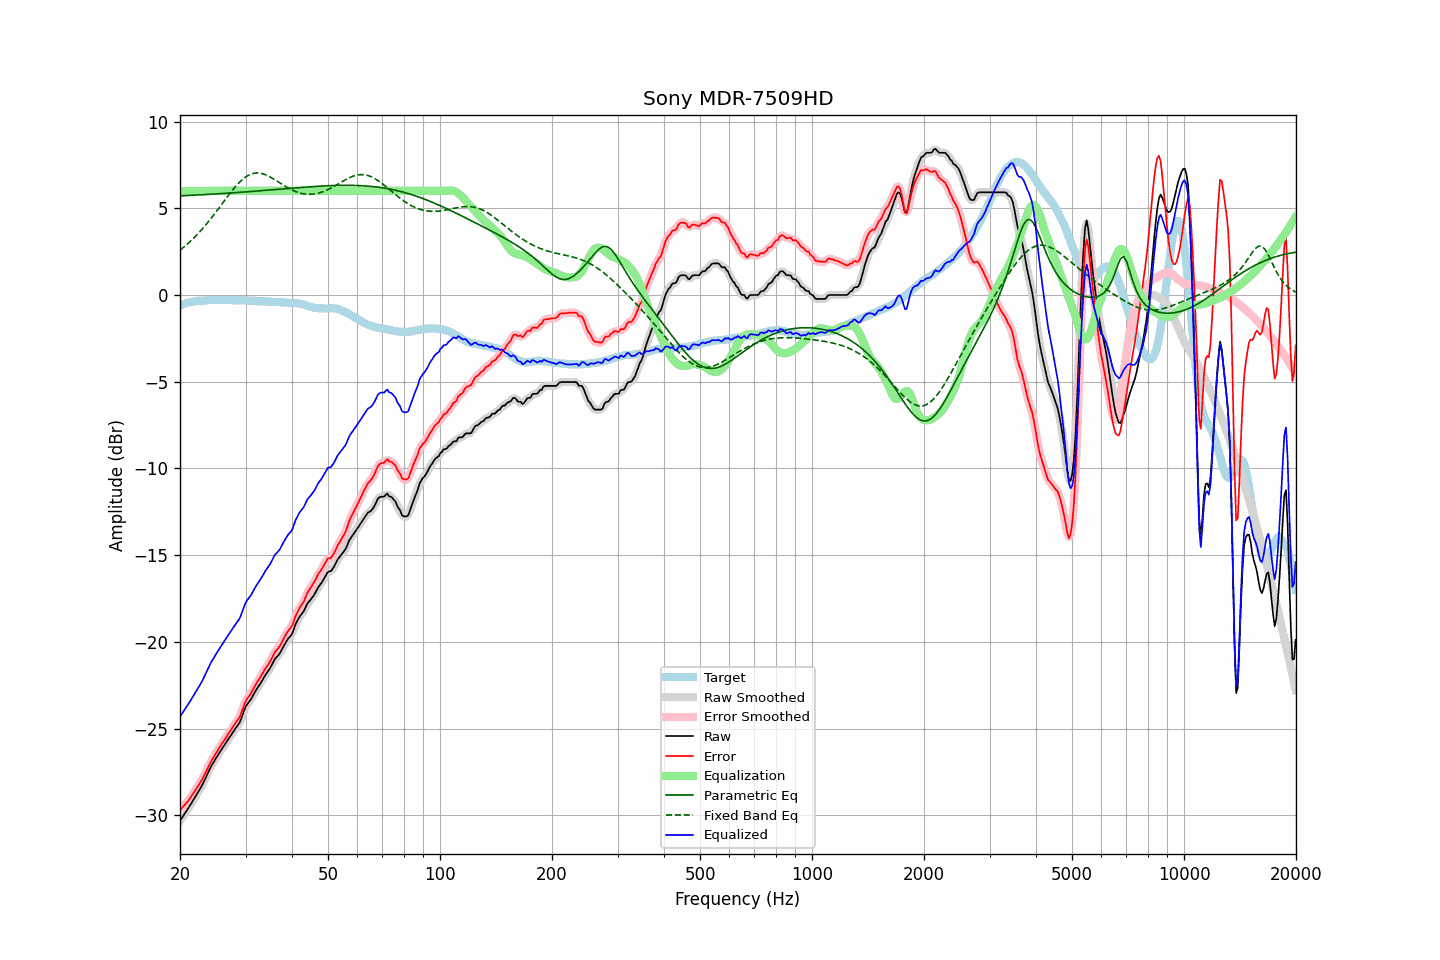 Sony MDR-7509HD
Amplitude (dBr)
10
5
0
−5
−10
−15
−20
−25
−30
Target
Raw Smoothed
Error Smoothed
Raw
Error
Equalization
Parametric Eq
Fixed Band Eq
Equalized
20 50 100 200 500 1000 2000 5000 10000 20000
Frequency (Hz)